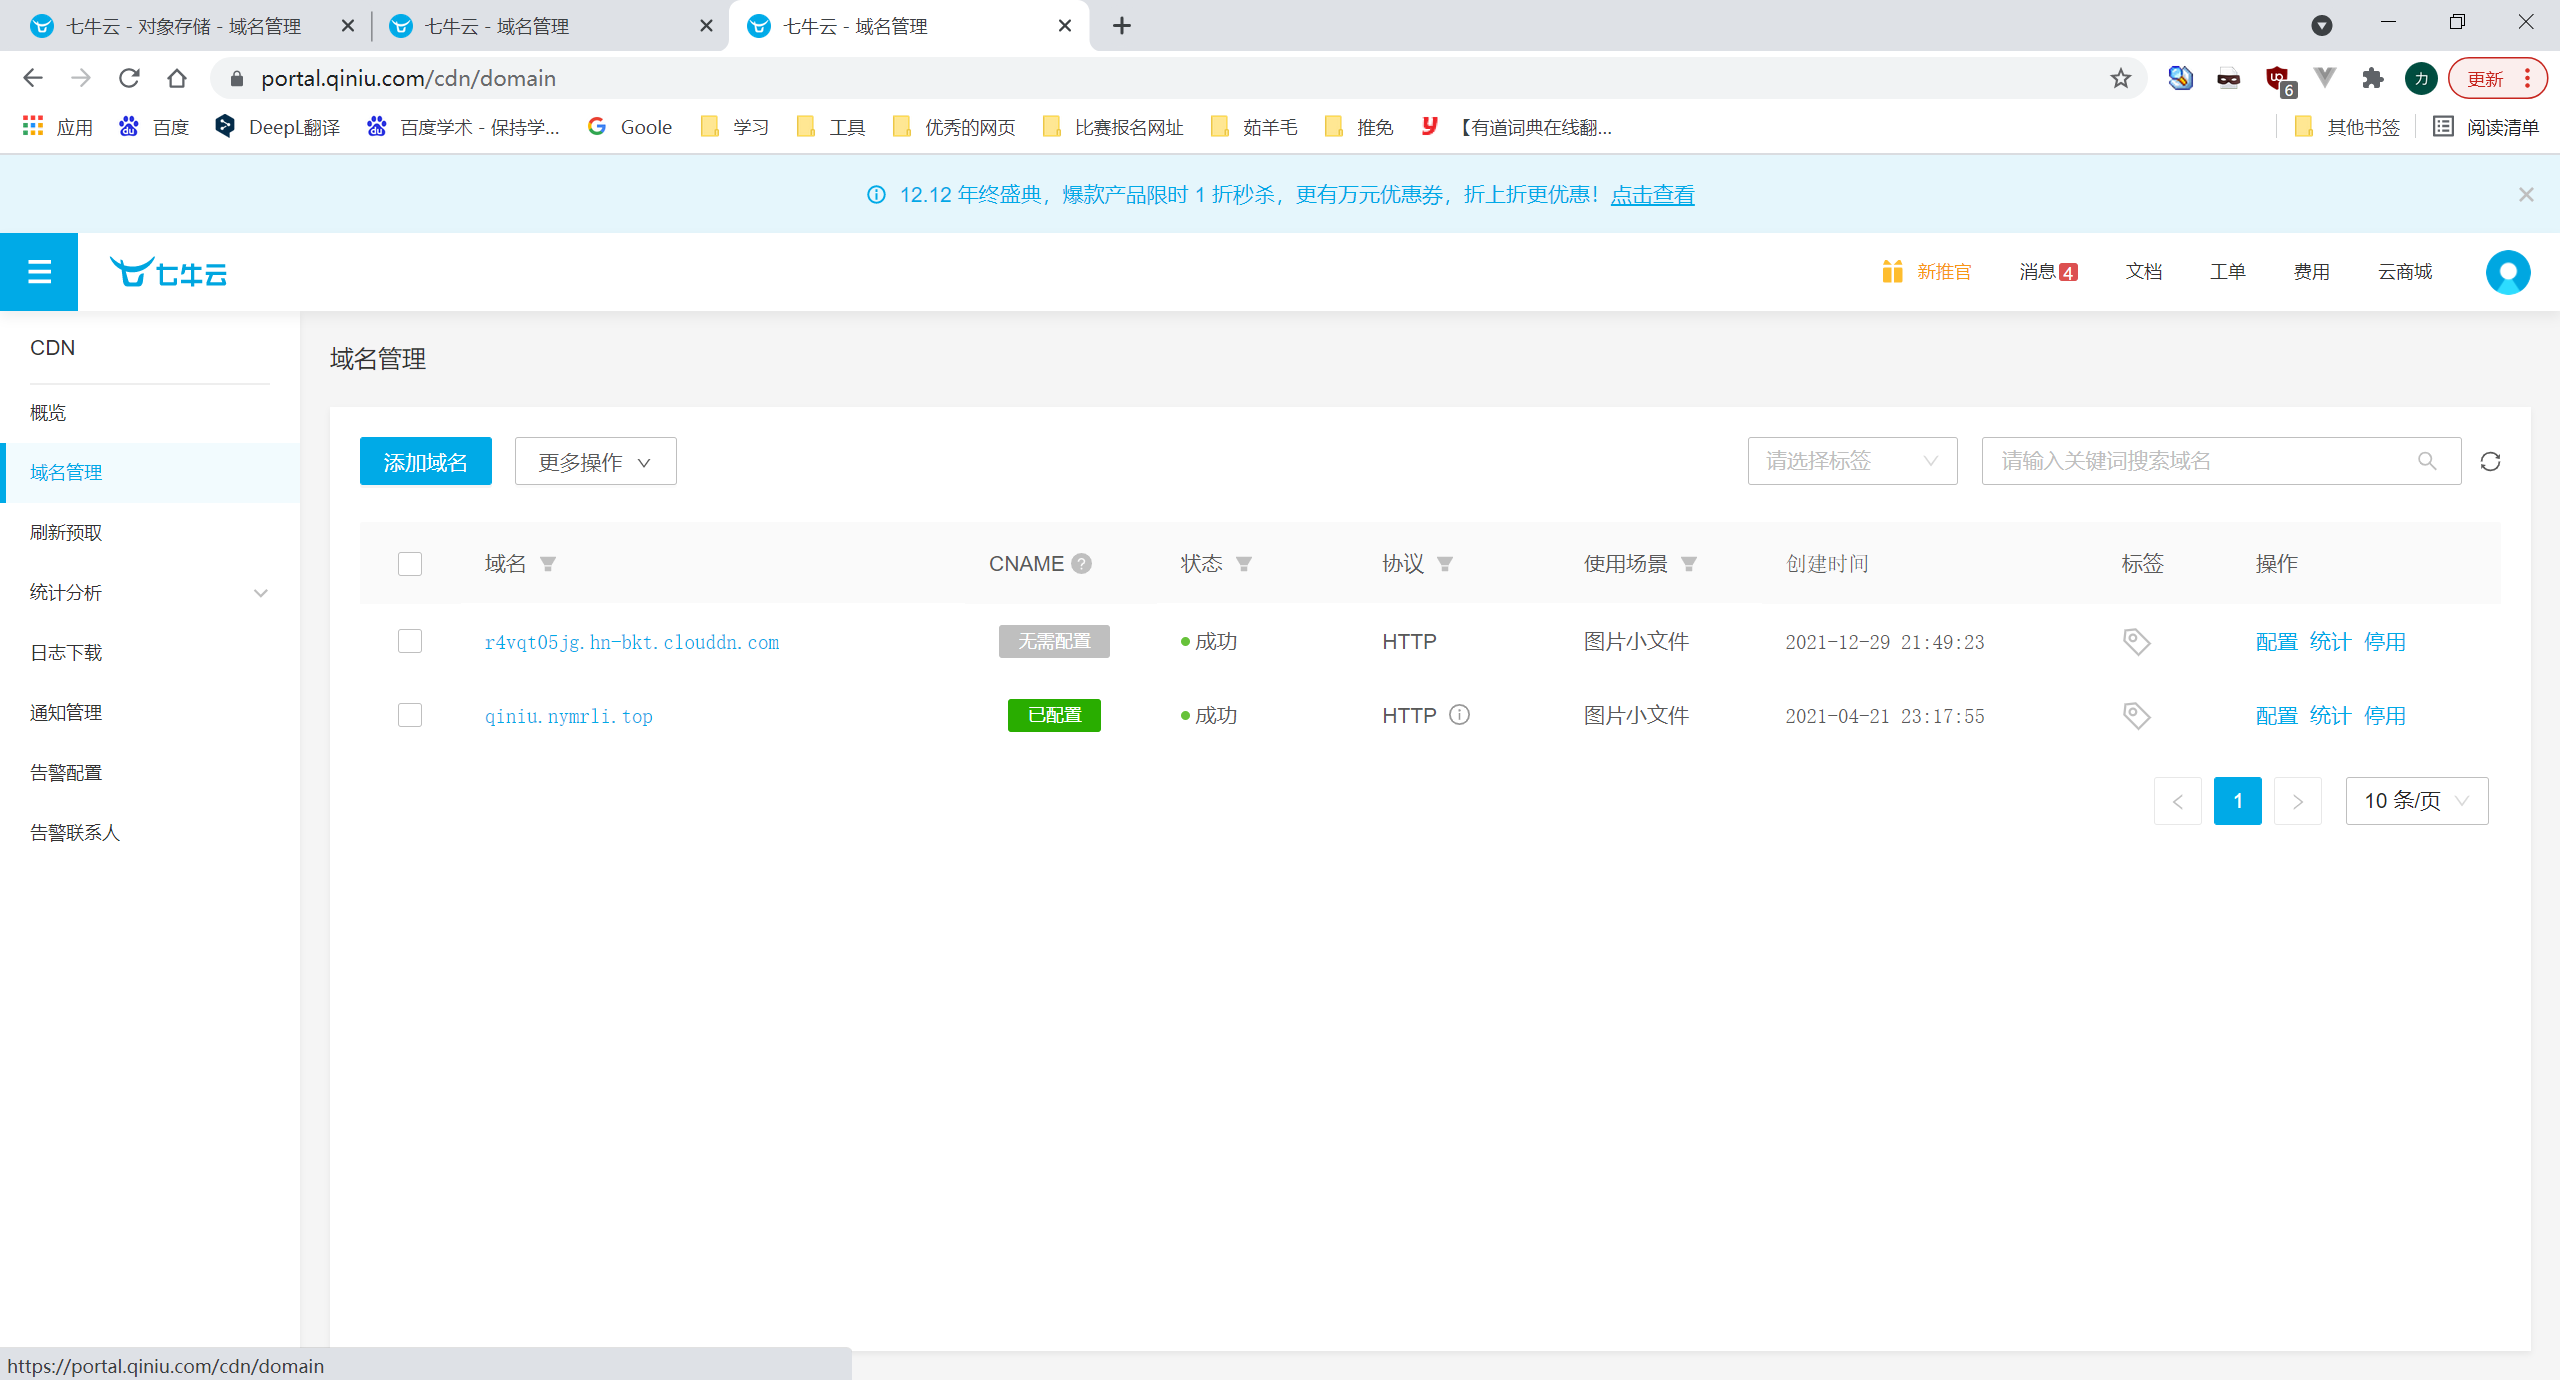 七牛云 - 对象存储 - 域名管理
七牛云 - 域名管理
七牛云 - 域名管理
portal.qiniu.com/cdn/domain
6
力
更新
应用
百度
DeepL翻译
百度学术 - 保持学...
Goole
学习
工具
优秀的网页
比赛报名网址
茹羊毛
推免
【有道词典在线翻...
其他书签
阅读清单
12.12 年终盛典，爆款产品限时 1 折秒杀，更有万元优惠券，折上折更优惠！点击查看
七牛云
新推官
消息 4
文档
工单
费用
云商城
CDN
概览
域名管理
刷新预取
统计分析
日志下载
通知管理
告警配置
告警联系人
域名管理
添加域名
更多操作
请选择标签
请输入关键词搜索域名
域名 CNAME 状态 协议 使用场景 创建时间 标签 操作
r4vqt05jg.hn-bkt.clouddn.com 无需配置 成功 HTTP 图片小文件 2021-12-29 21:49:23 配置 统计 停用
qiniu.nymrli.top 已配置 成功 HTTP 图片小文件 2021-04-21 23:17:55 配置 统计 停用
1
10 条/页
https://portal.qiniu.com/cdn/domain